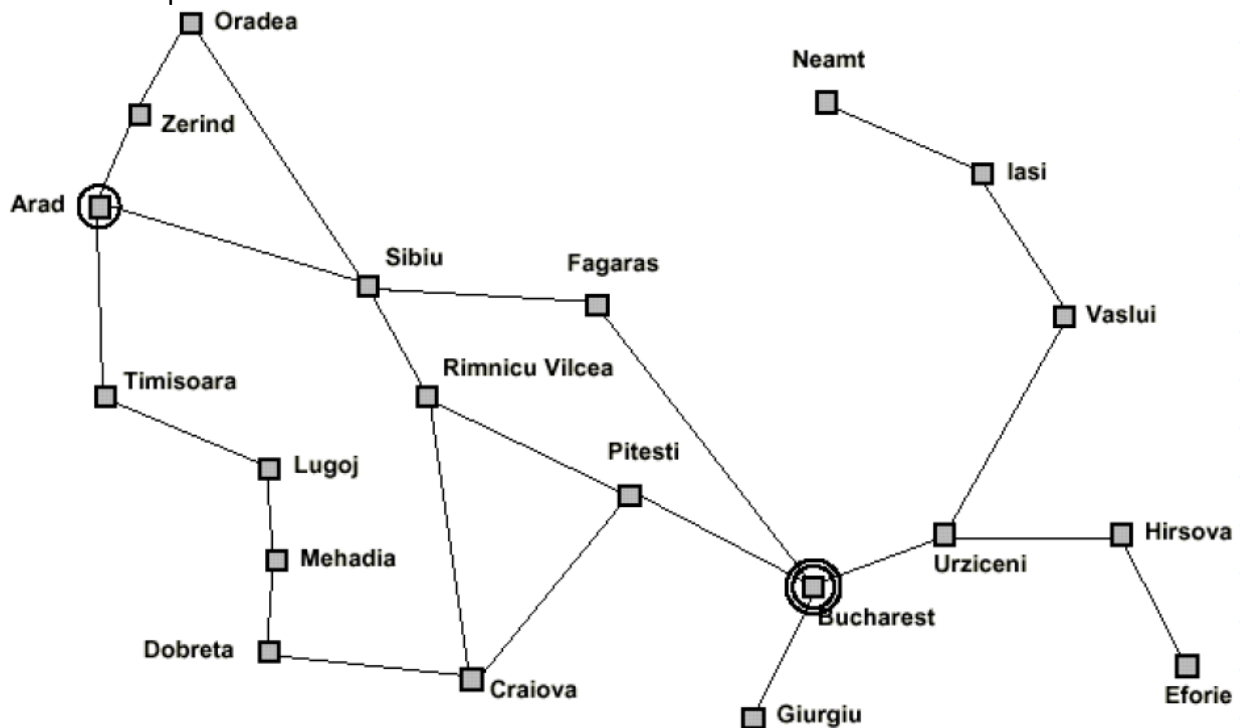 Oradea
Neamt
Zerind
Iasi
Arad
Sibiu
Fagaras
Vaslui
Rimnicu Vilcea
Timisoara
Pitesti
Lugoj
Hirsova
Mehadia
Urziceni
Bucharest
Dobreta
Craiova
Eforie
Giurgiu